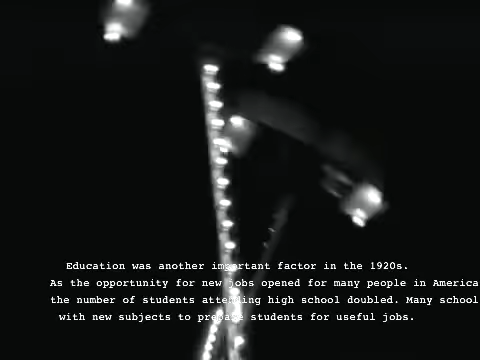 Education was another important factor in the 1920s.
As the opportunity for new jobs opened for many people in America
the number of students attending high school doubled. Many school
with new subjects to prepare students for useful jobs.